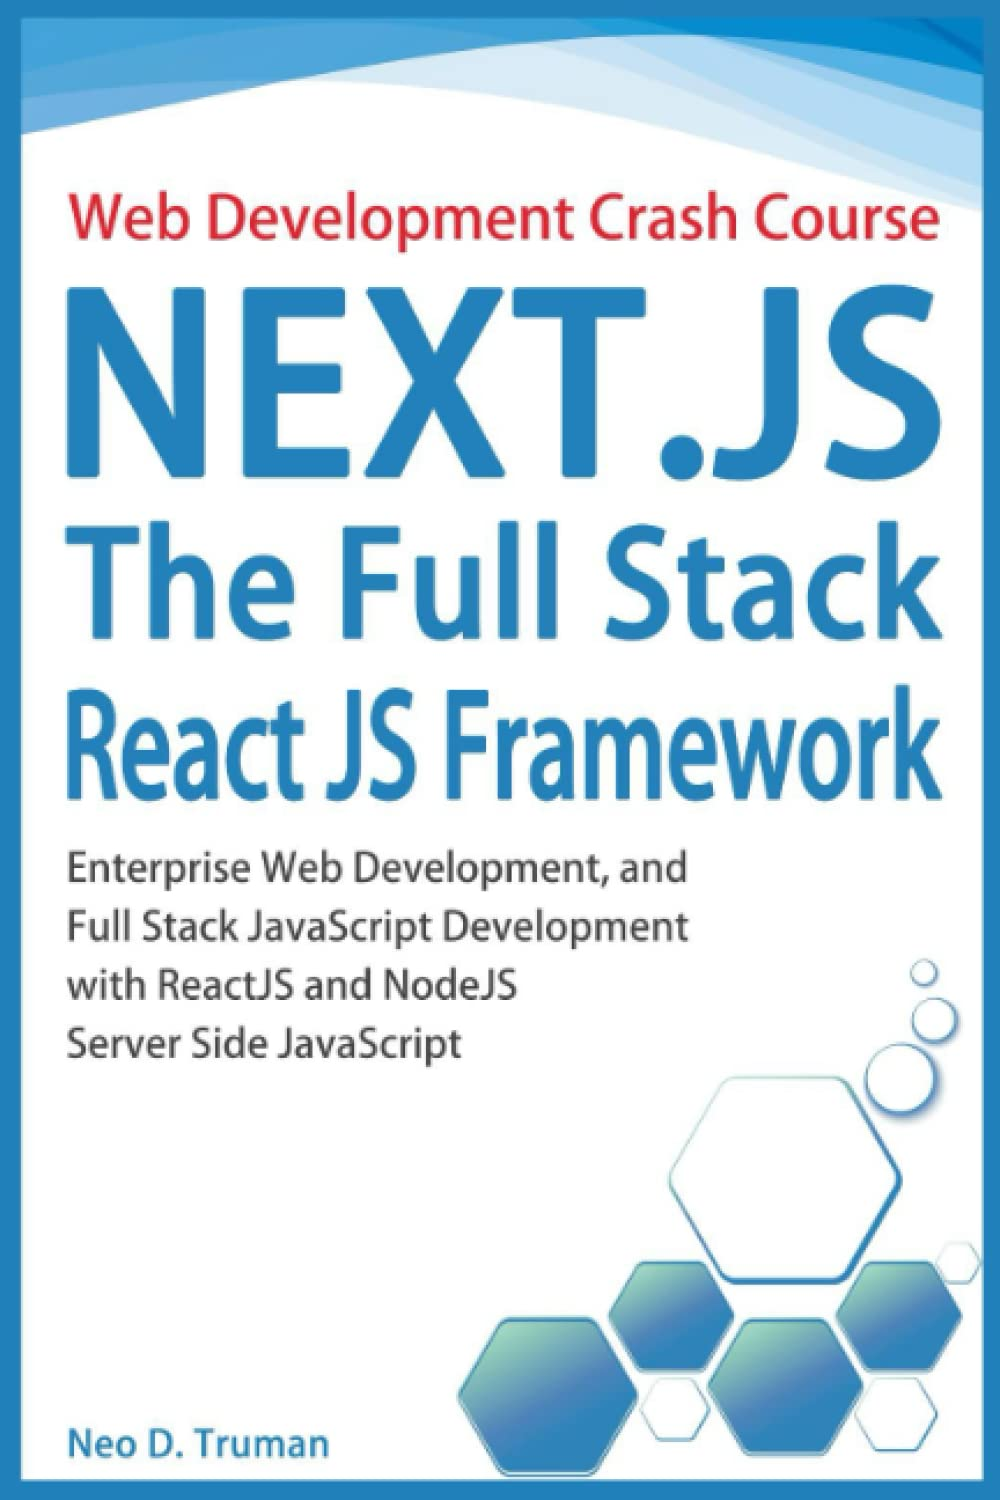 Web Development Crash Course
NEXT.JS
The Full Stack
React JS Framework
Enterprise Web Development, and
Full Stack JavaScript Development
with ReactJS and NodeJS
Server Side JavaScript
Neo D. Truman